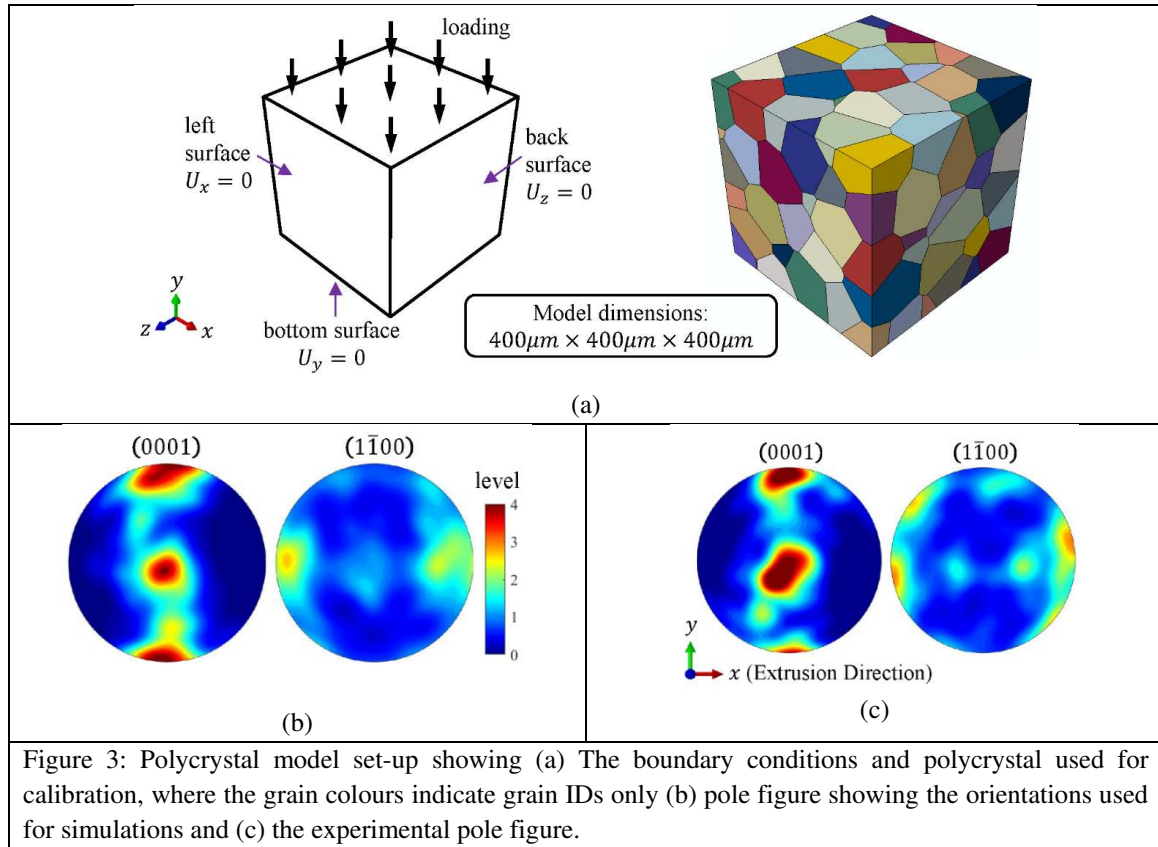 loading
left
surface
𝑈ₓ = 0
back
surface
𝑈_z = 0
y
z
x
bottom surface
𝑈_y = 0
Model dimensions:
400μm × 400μm × 400μm
(a)
(0001)
(11̅00)
level
4
3
2
1
0
(b)
(0001)
(11̅00)
y
x (Extrusion Direction)
(c)
Figure 3: Polycrystal model set-up showing (a) The boundary conditions and polycrystal used for
calibration, where the grain colours indicate grain IDs only (b) pole figure showing the orientations used
for simulations and (c) the experimental pole figure.